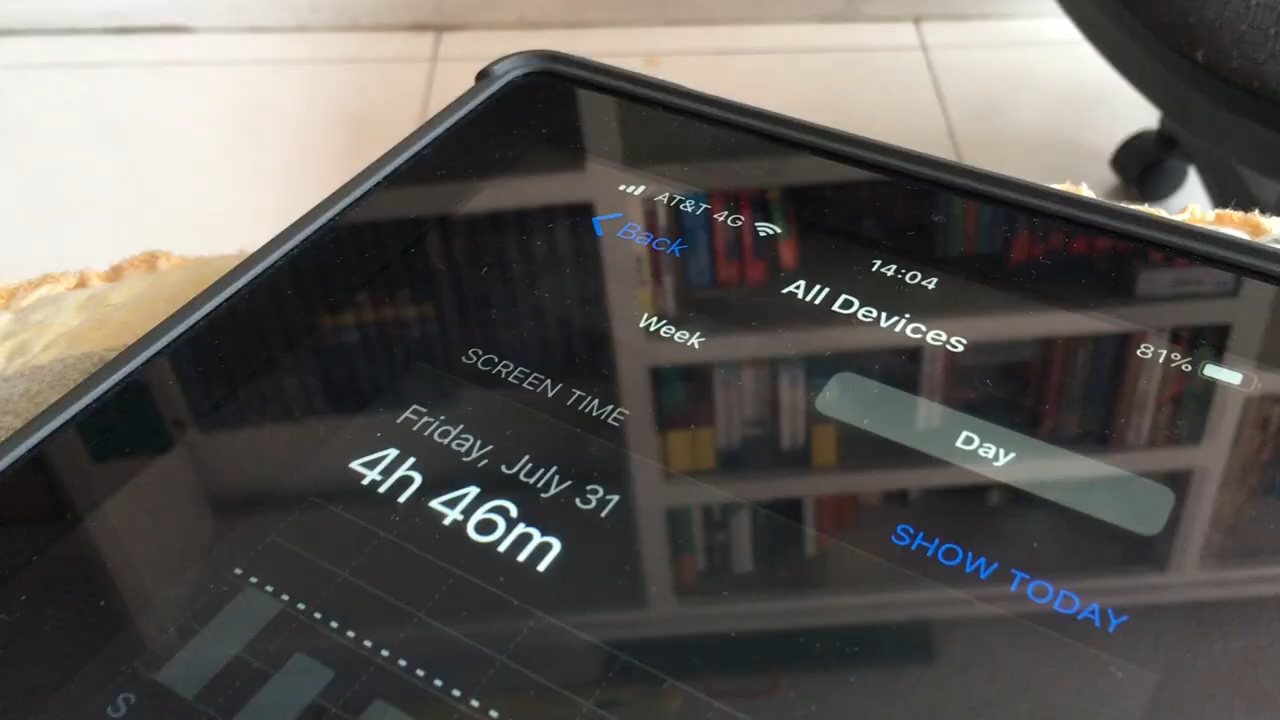 AT&T 4G
14:04
81%
Back
All Devices
Week
Day
SCREEN TIME
SHOW TODAY
Friday, July 31
4h 46m
S